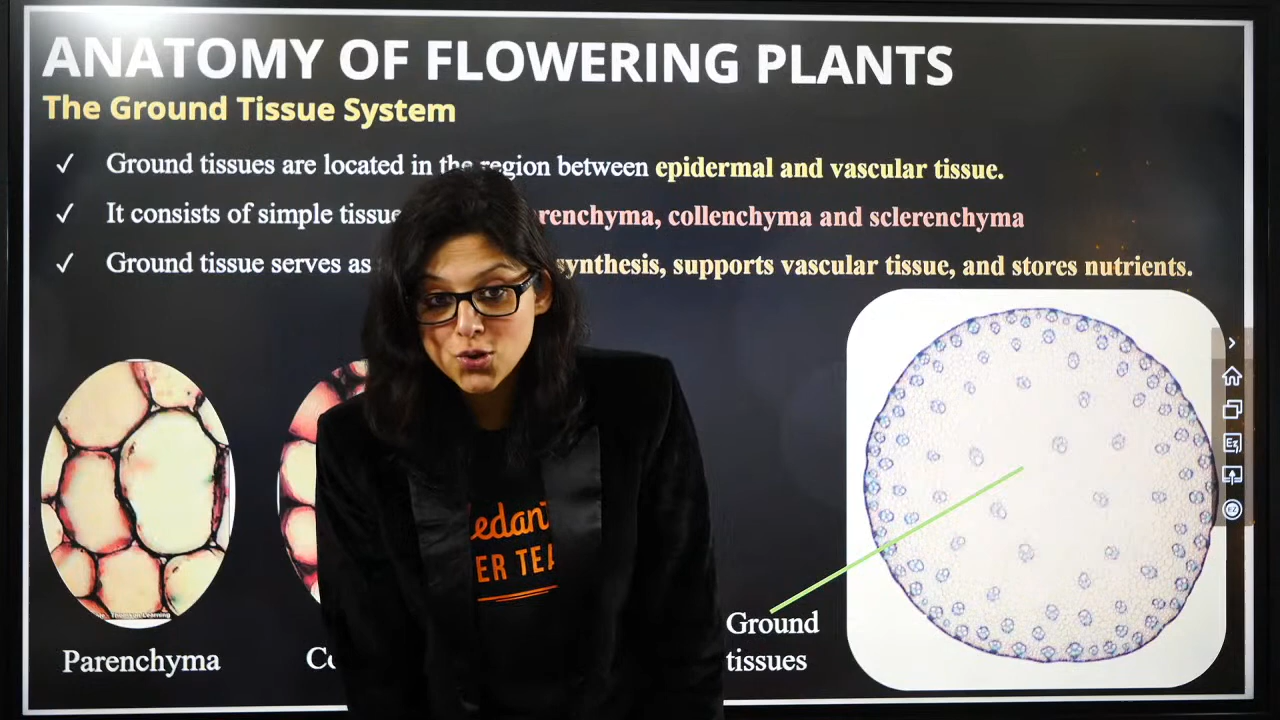 ANATOMY OF FLOWERING PLANTS
The Ground Tissue System
✓ Ground tissues are located in the region between epidermal and vascular tissue.
✓ It consists of simple tissue renchyma, collenchyma and sclerenchyma
✓ Ground tissue serves as synthesis, supports vascular tissue, and stores nutrients.
edant
ER TEA
Ground
tissues
Parenchyma
Co